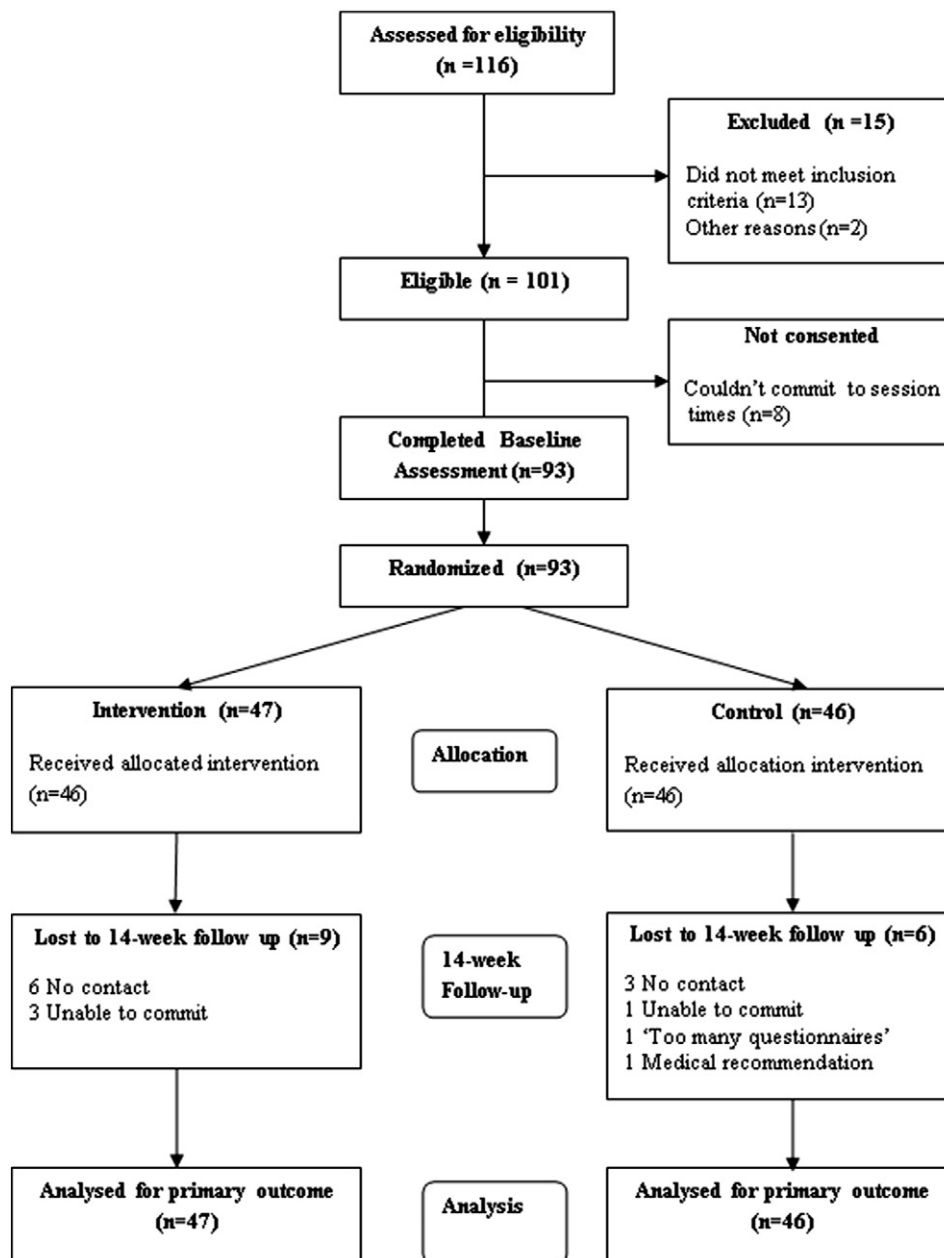 Assessed for eligibility
(n =116)
Excluded (n =15)
Did not meet inclusion
criteria (n=13)
Other reasons (n=2)
Eligible (n = 101)
Not consented
Couldn’t commit to session
times (n=8)
Completed Baseline
Assessment (n=93)
Randomized (n=93)
Intervention (n=47)
Received allocated intervention
(n=46)
Allocation
Control (n=46)
Received allocation intervention
(n=46)
Lost to 14-week follow up (n=9)
6 No contact
3 Unable to commit
14-week
Follow-up
Lost to 14-week follow up (n=6)
3 No contact
1 Unable to commit
1 ‘Too many questionnaires’
1 Medical recommendation
Analysed for primary outcome
(n=47)
Analysis
Analysed for primary outcome
(n=46)